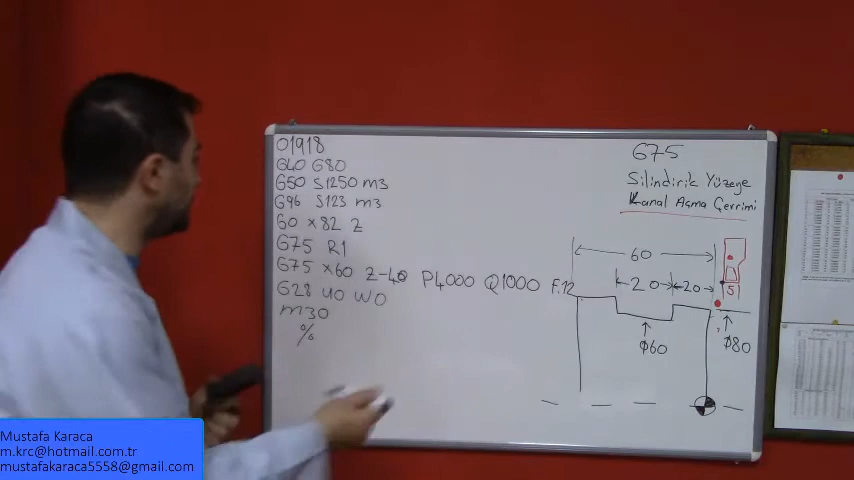 O1918
G40 G80
G50 S1250 m3
G96 S123 m3
G0 x82 Z
G75 R1
G75 x60 Z-40 P4000 Q1000 F.12
G28 U0 W0
m30
%
G75
Silindirik Yüzeye
Kanal Açma Çevrimi
60
20
20
5
Ø60
Ø80
Mustafa Karaca
m.krc@hotmail.com.tr
mustafakaraca5558@gmail.com